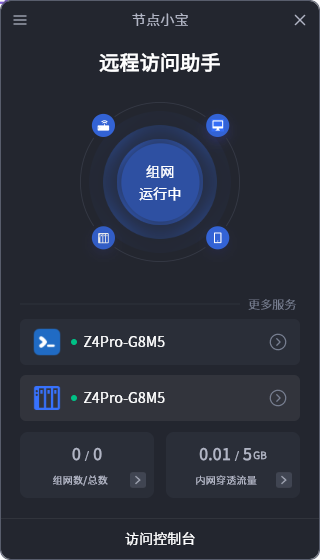 节点小宝
远程访问助手
组网
运行中
更多服务
Z4Pro-G8M5
Z4Pro-G8M5
0 / 0
组网数/总数
0.01 / 5GB
内网穿透流量
访问控制台